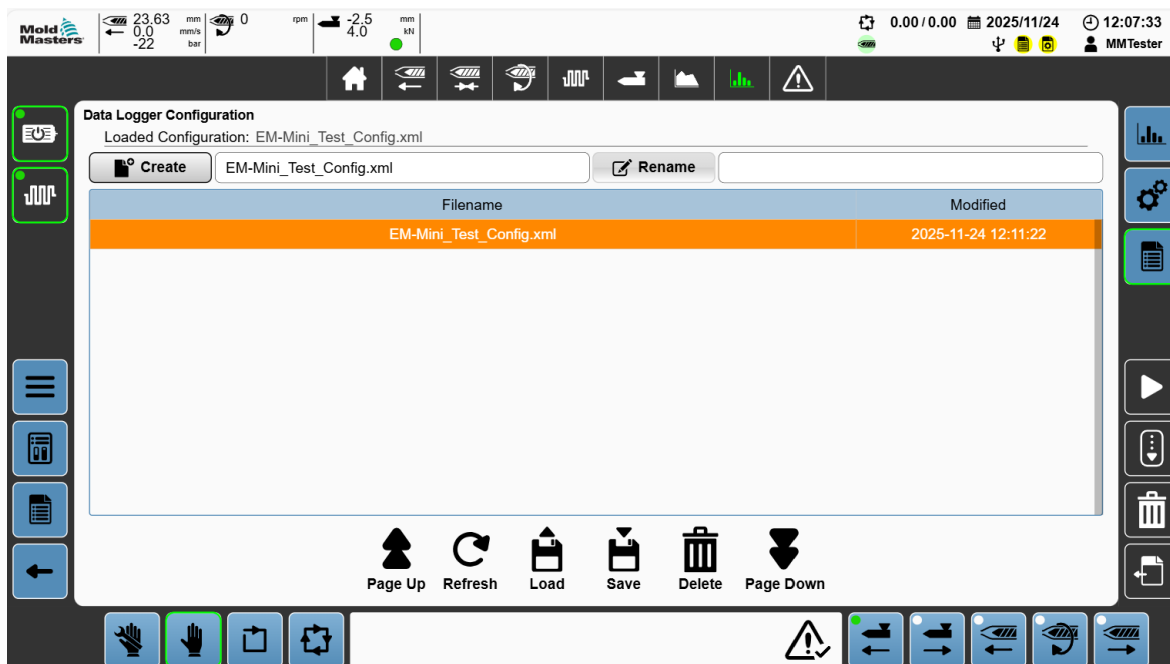 Mold
Masters
23.63 mm
0.0 mm/s
-22 bar
0 rpm
-2.5 mm
4.0 kN
0.00 / 0.00 2025/11/24 12:07:33
MMTester
Data Logger Configuration
Loaded Configuration: EM-Mini_Test_Config.xml
Create EM-Mini_Test_Config.xml Rename
Filename Modified
EM-Mini_Test_Config.xml 2025-11-24 12:11:22
Page Up Refresh Load Save Delete Page Down